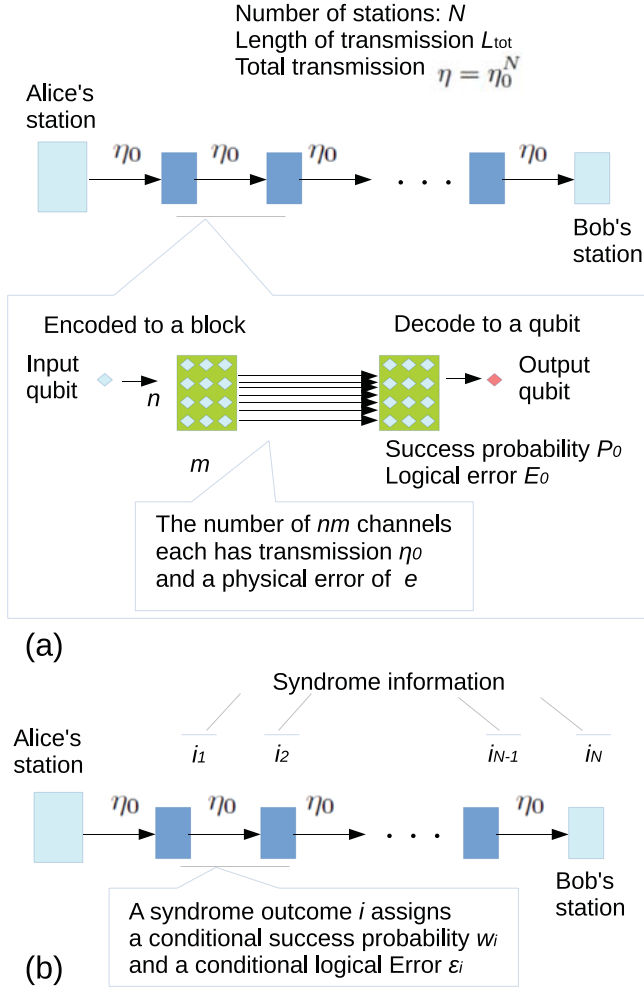 Number of stations: N
Length of transmission Ltot
Total transmission η = η₀ᴺ
Alice's
station
η₀ η₀ η₀ η₀
. . .
Bob's
station
Encoded to a block Decode to a qubit
Input
qubit
n
Output
qubit
m
Success probability P₀
Logical error E₀
The number of nm channels
each has transmission η₀
and a physical error of e
(a)
Syndrome information
Alice's
station
i₁ i₂ iN-1 iN
η₀ η₀ η₀ η₀
. . .
Bob's
station
A syndrome outcome i assigns
a conditional success probability wᵢ
and a conditional logical Error εᵢ
(b)